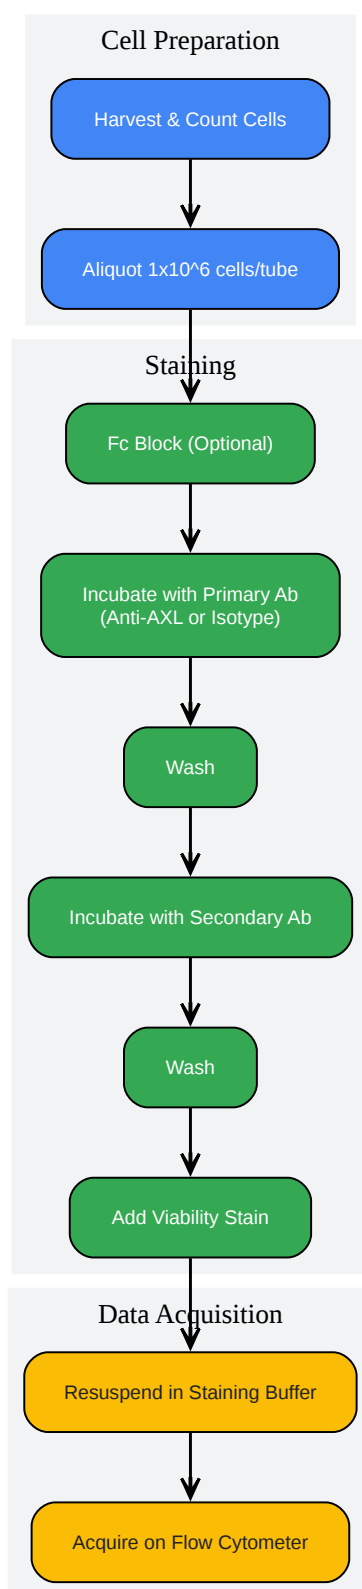 Cell Preparation
Harvest & Count Cells
Aliquot 1x10^6 cells/tube
Staining
Fc Block (Optional)
Incubate with Primary Ab
(Anti-AXL or Isotype)
Wash
Incubate with Secondary Ab
Wash
Add Viability Stain
Data Acquisition
Resuspend in Staining Buffer
Acquire on Flow Cytometer